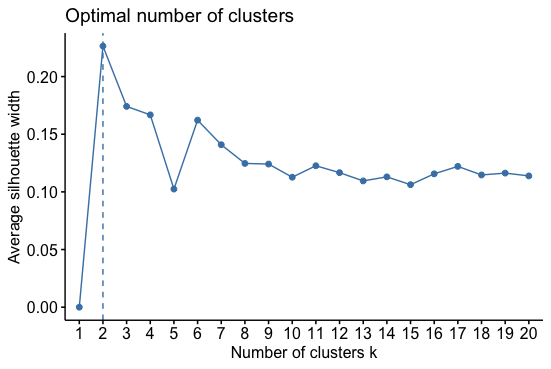 Optimal number of clusters
Average silhouette width
0.20
0.15
0.10
0.05
0.00
1 2 3 4 5 6 7 8 9 10 11 12 13 14 15 16 17 18 19 20
Number of clusters k